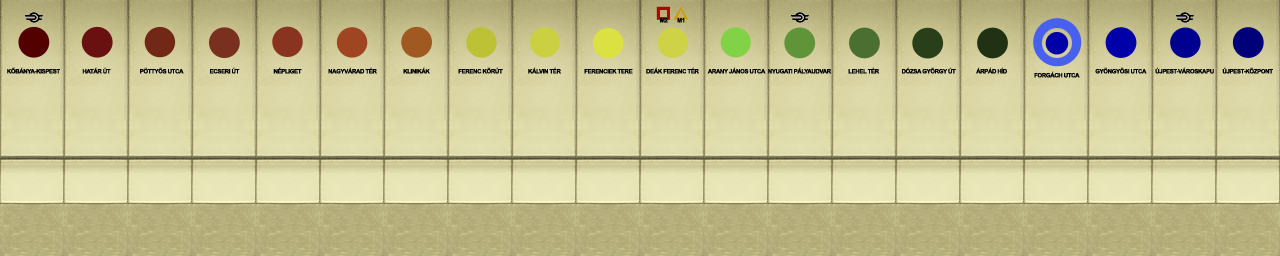 M2 M1
KŐBÁNYA-KISPEST HATÁR ÚT PÖTTYÖS UTCA ECSERI ÚT NÉPLIGET NAGYVÁRAD TÉR KLINIKÁK FERENC KÖRÚT KÁLVIN TÉR FERENCIEK TERE DEÁK FERENC TÉR ARANY JÁNOS UTCA NYUGATI PÁLYAUDVAR LEHEL TÉR DÓZSA GYÖRGY ÚT ÁRPÁD HÍD FORGÁCH UTCA GYÖNGYÖSI UTCA ÚJPEST-VÁROSKAPU ÚJPEST-KÖZPONT